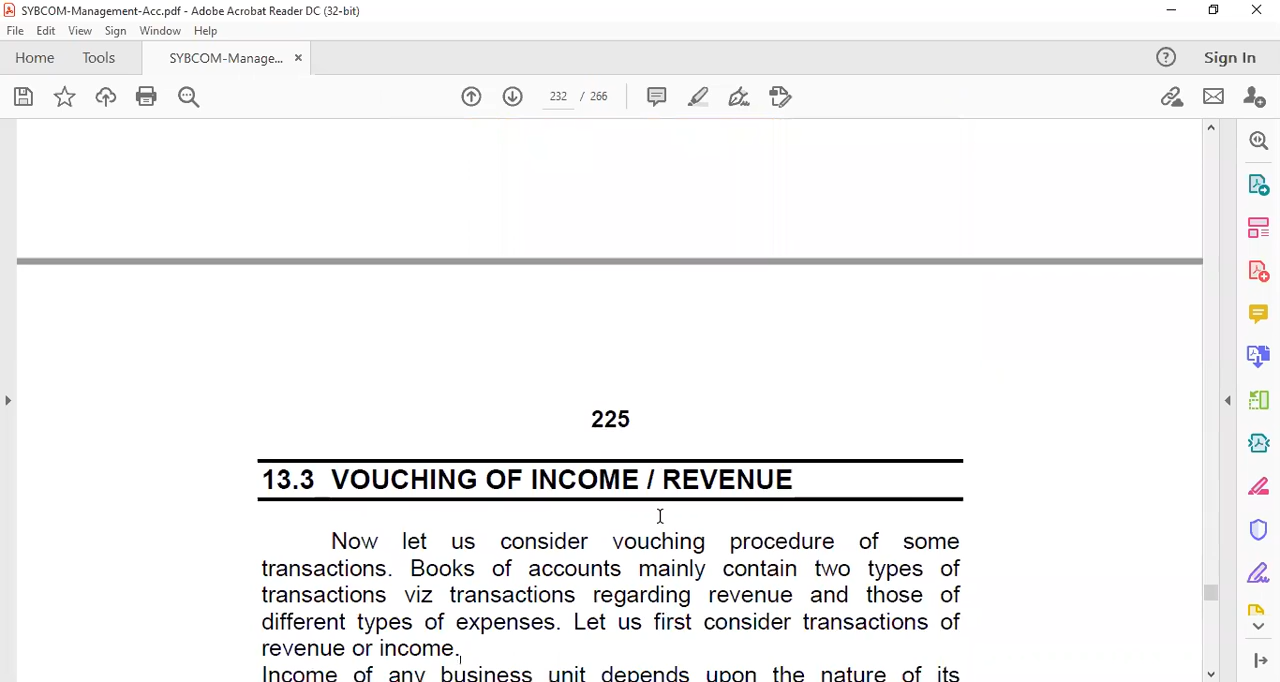 SYBCOM-Management-Acc.pdf - Adobe Acrobat Reader DC (32-bit)
File Edit View Sign Window Help
Home Tools SYBCOM-Manage... × Sign In
232 / 266
225
13.3 VOUCHING OF INCOME / REVENUE
Now let us consider vouching procedure of some
transactions. Books of accounts mainly contain two types of
transactions viz transactions regarding revenue and those of
different types of expenses. Let us first consider transactions of
revenue or income.
Income of any business unit depends upon the nature of its